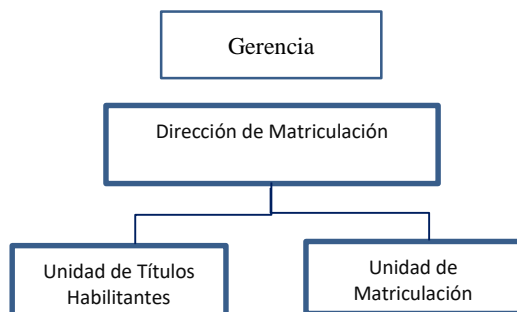 Gerencia
Dirección de Matriculación
Unidad de Títulos
Habilitantes
Unidad de
Matriculación